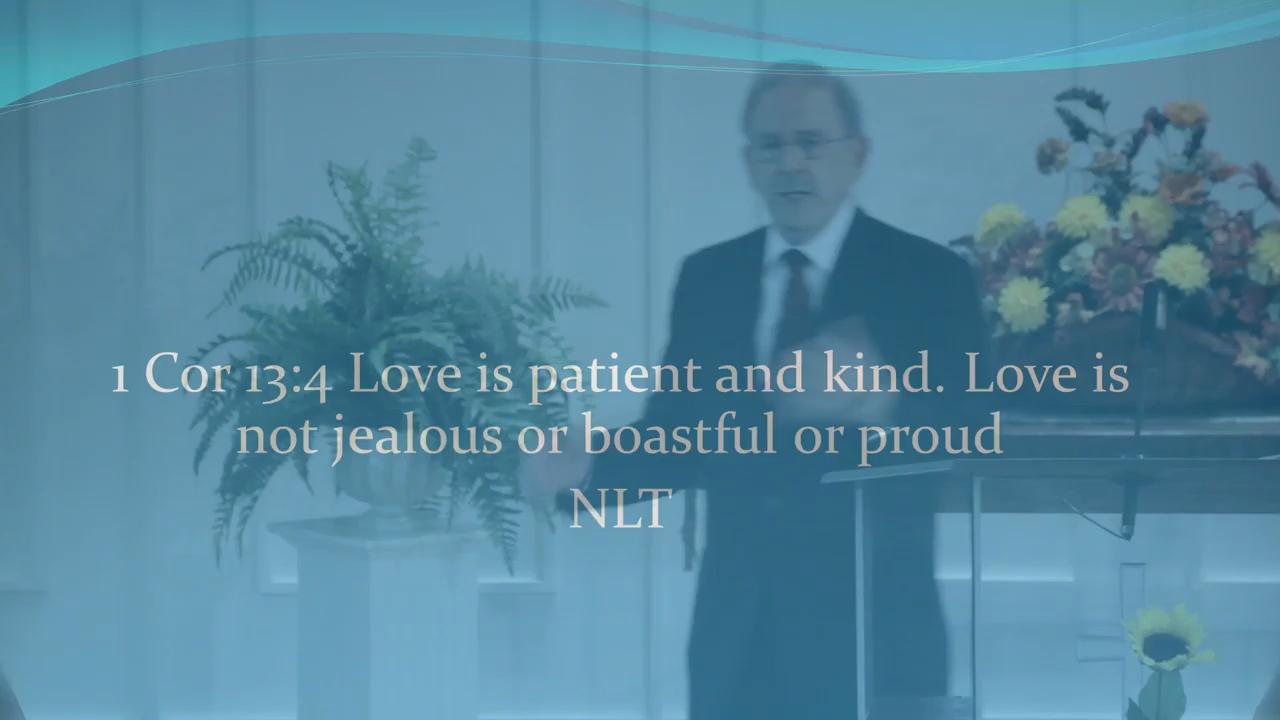 1 Cor 13:4 Love is patient and kind. Love is
not jealous or boastful or proud
NLT